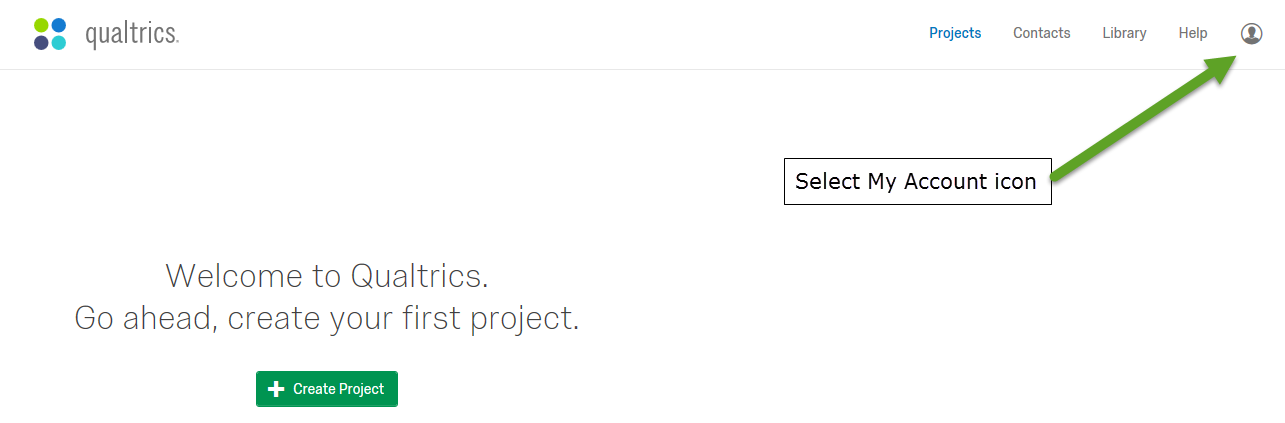 qualtrics.
Projects Contacts Library Help
Select My Account icon
Welcome to Qualtrics.
Go ahead, create your first project.
Create Project